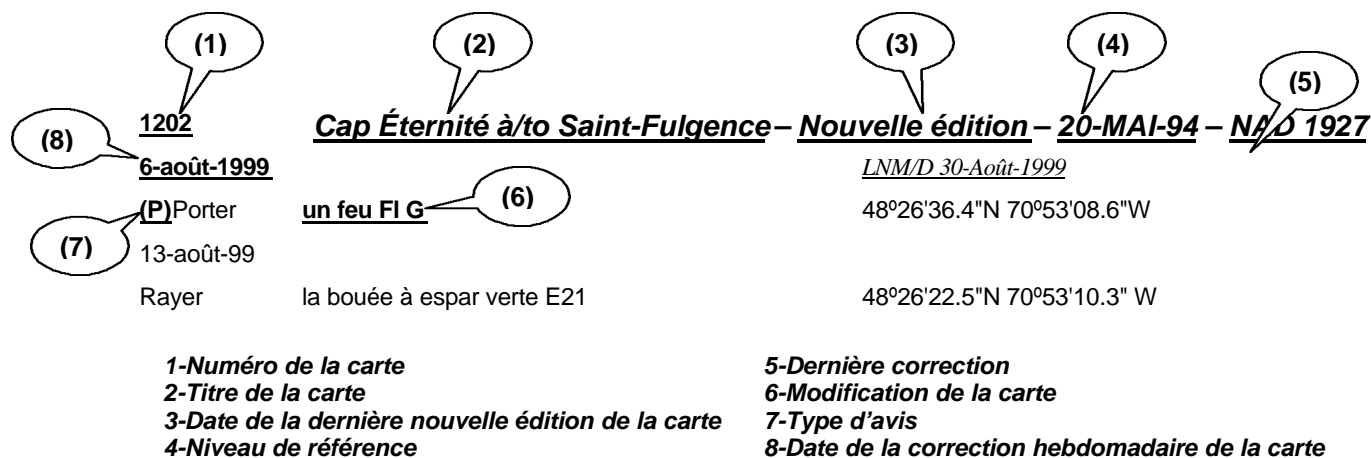 (1) (2) (3) (4)
(5)
1202 Cap Éternité à/to Saint-Fulgence – Nouvelle édition – 20-MAI-94 – NAD 1927
(8)
6-août-1999 LNM/D 30-Août-1999
(P)Porter un feu Fl G (6) 48º26'36.4"N 70º53'08.6"W
(7)
13-août-99
Rayer la bouée à espar verte E21 48º26'22.5"N 70º53'10.3" W
1-Numéro de la carte 5-Dernière correction
2-Titre de la carte 6-Modification de la carte
3-Date de la dernière nouvelle édition de la carte 7-Type d'avis
4-Niveau de référence 8-Date de la correction hebdomadaire de la carte